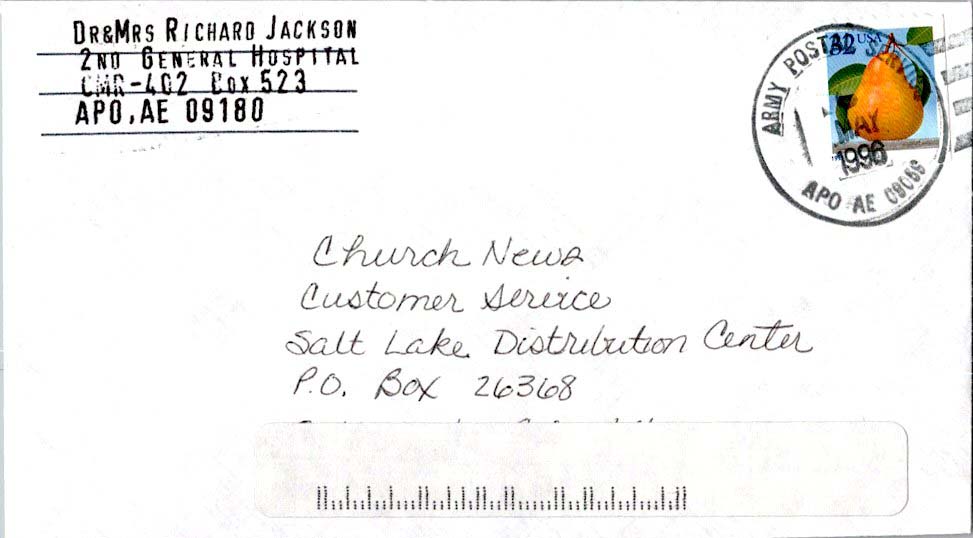 DR&MRS RICHARD JACKSON
2ND GENERAL HOSPITAL
CMR-402 BOX 523
APO, AE 09180
32 USA
ARMY POSTAL SERVICE
MAY
1996
APO AE
Church News
Customer Service
Salt Lake Distribution Center
P.O. Box 26368